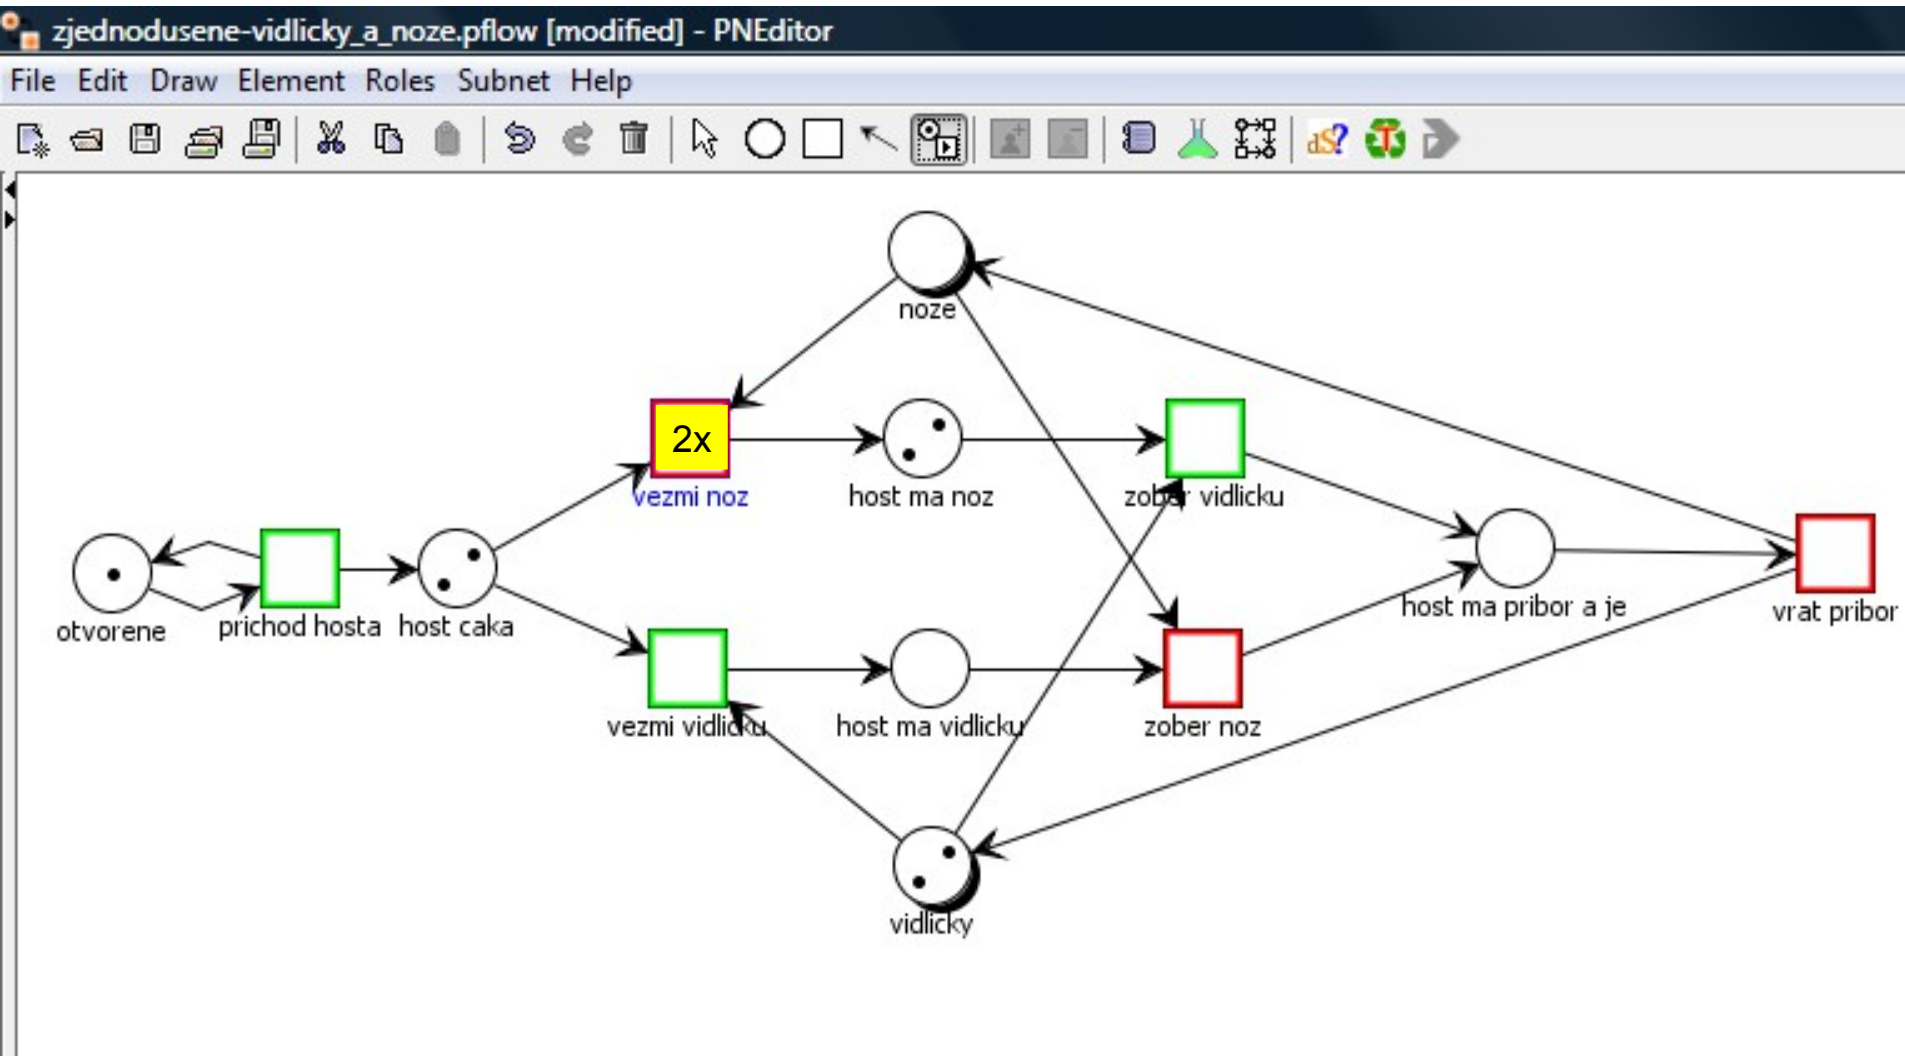 zjednodusene-vidlicky_a_noze.pflow [modified] - PNEditor
File Edit Draw Element Roles Subnet Help
dS? T
noze
2x
vezmi noz
host ma noz
zober vidlicku
otvorene
prichod hosta
host caka
host ma pribor a je
vrat pribor
vezmi vidlicku
host ma vidlicku
zober noz
vidlicky